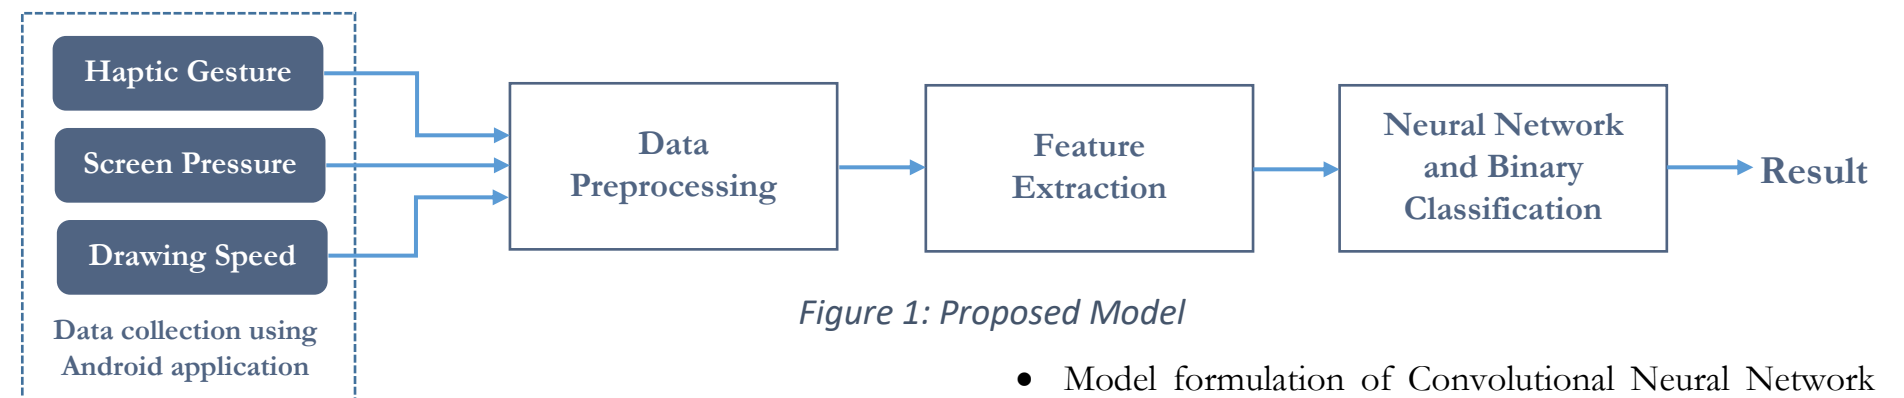 Haptic Gesture
Screen Pressure
Drawing Speed
Data collection using
Android application
Data
Preprocessing
Feature
Extraction
Neural Network
and Binary
Classification
Result
Figure 1: Proposed Model
• Model formulation of Convolutional Neural Network